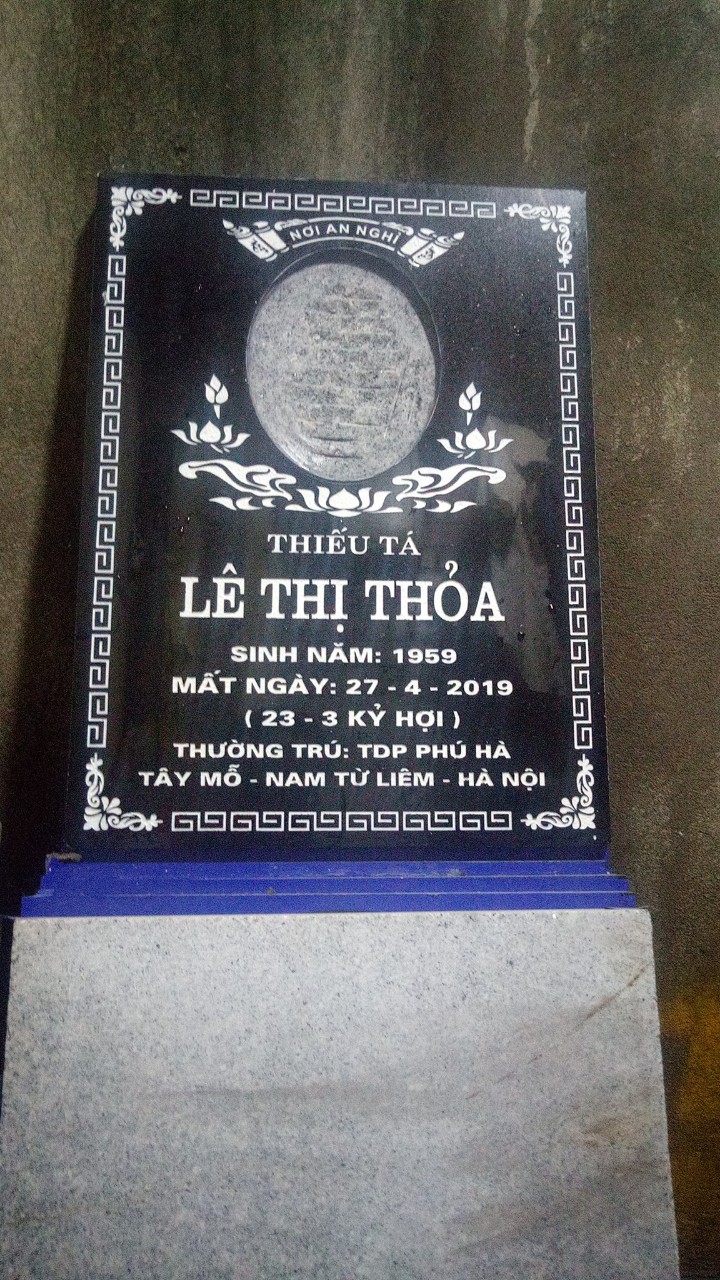 NƠI AN NGHỈ
THIẾU TÁ
LÊ THỊ THỎA
SINH NĂM: 1959
MẤT NGÀY: 27 - 4 - 2019
( 23 - 3 KỶ HỢI )
THƯỜNG TRÚ: TDP PHÚ HÀ
TÂY MỖ - NAM TỪ LIÊM - HÀ NỘI